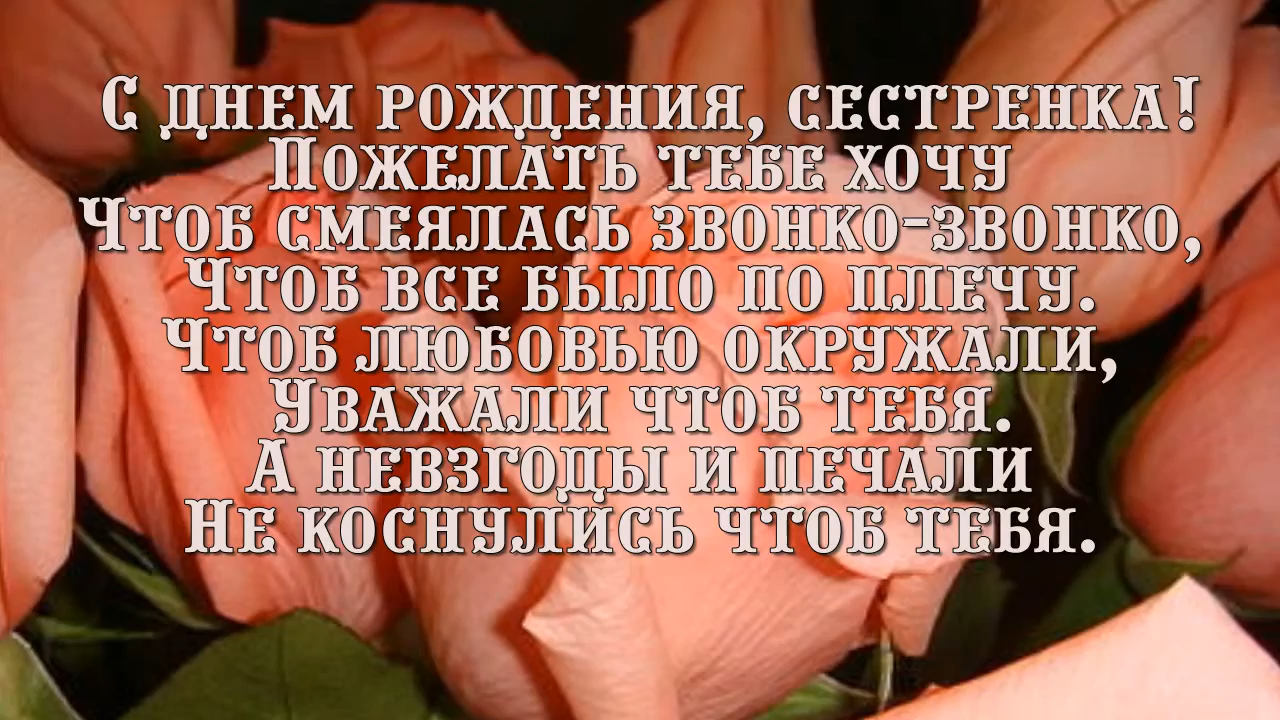 С днем рождения, сестренка!
Пожелать тебе хочу
Чтоб смеялась звонко-звонко,
Чтоб все было по плечу.
Чтоб любовью окружали,
Уважали чтоб тебя.
А невзгоды и печали
Не коснулись чтоб тебя.